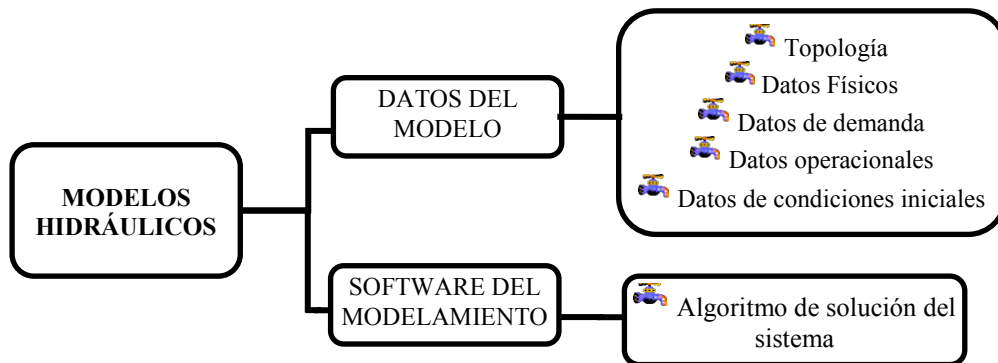 MODELOS
HIDRÁULICOS
DATOS DEL
MODELO
Topología
Datos Físicos
Datos de demanda
Datos operacionales
Datos de condiciones iniciales
SOFTWARE DEL
MODELAMIENTO
Algoritmo de solución del
sistema